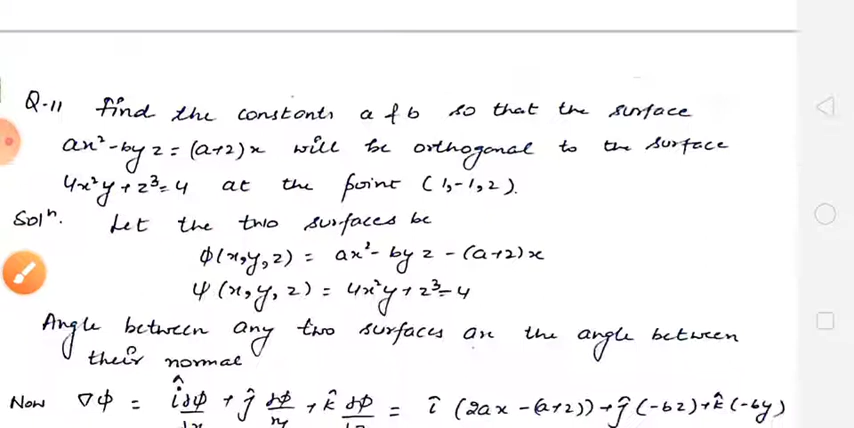 Q-11 find the constants a & b so that the surface
ax²-byz = (a+2)x will be orthogonal to the surface
4x²y+z³=4 at the point (1,-1,2).
Solⁿ. Let the two surfaces be
φ(x,y,z) = ax²-byz-(a+2)x
ψ(x,y,z) = 4x²y+z³-4
Angle between any two surfaces are the angle between
their normal
Now ∇φ = î ∂φ/∂x + ĵ ∂φ/∂y + k̂ ∂φ/∂z = î (2ax-(a+2)) + ĵ (-bz) + k̂ (-by)